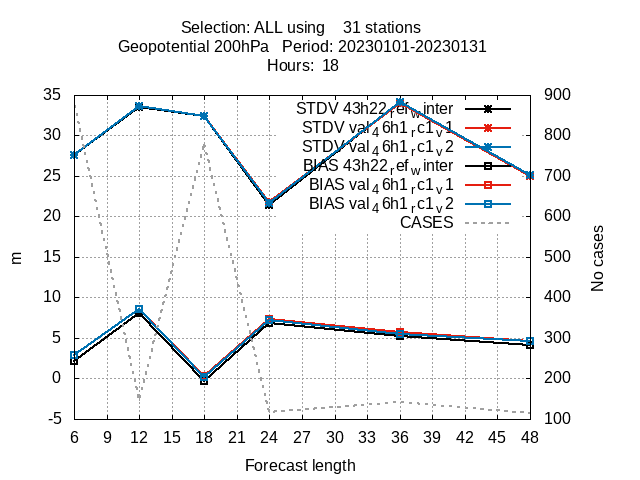 Selection: ALL using    31 stations
Geopotential 200hPa   Period: 20230101-20230131
Hours:  18
STDV 43h22_ref_winter
STDV val_46h1_rc1_v1
STDV val_46h1_rc1_v2
BIAS 43h22_ref_winter
BIAS val_46h1_rc1_v1
BIAS val_46h1_rc1_v2
CASES
35
30
25
20
15
10
5
0
-5
m
900
800
700
600
500
400
300
200
100
No cases
6 9 12 15 18 21 24 27 30 33 36 39 42 45 48
Forecast length